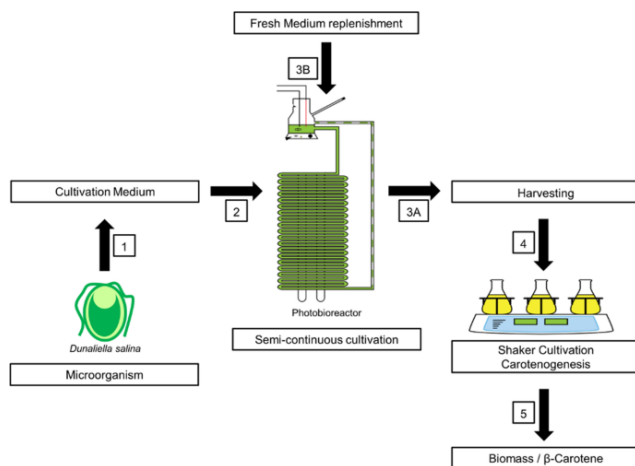 Fresh Medium replenishment
3B
Cultivation Medium
2
3A
Harvesting
1
4
Photobioreactor
Dunaliella salina
Semi-continuous cultivation
Shaker Cultivation
Carotenogenesis
Microorganism
5
Biomass / β-Carotene